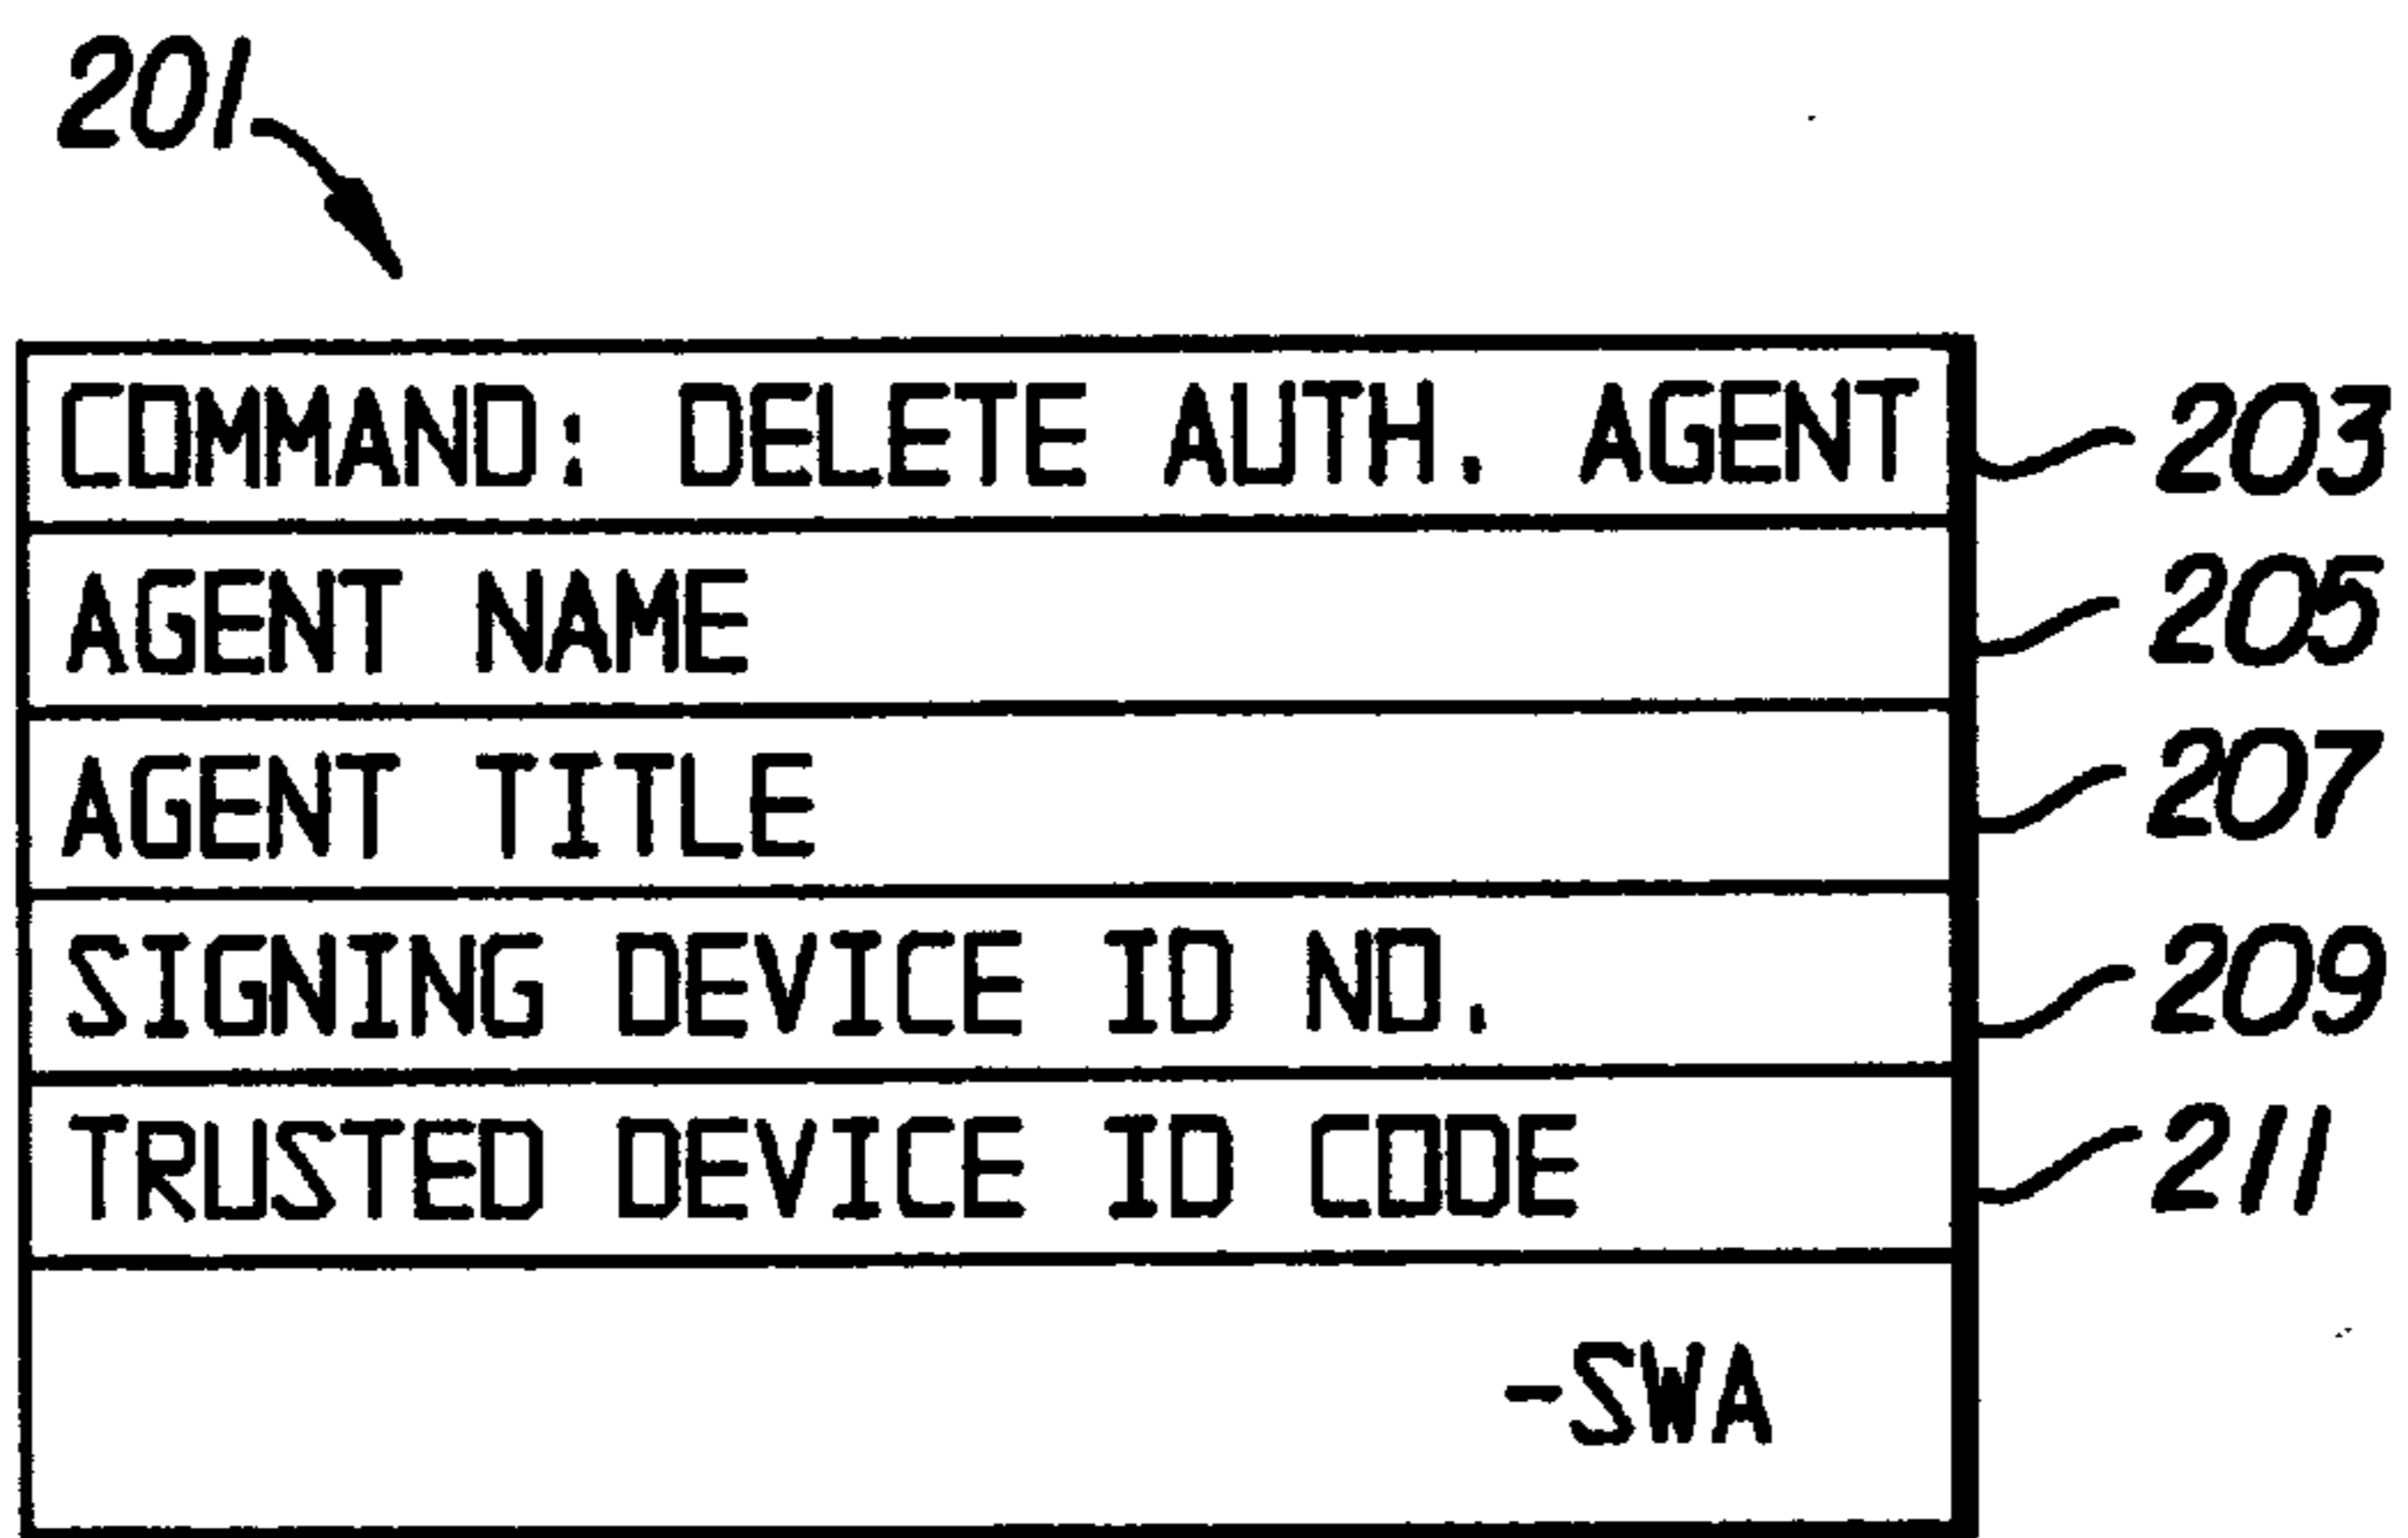 201
COMMAND: DELETE AUTH. AGENT 203
AGENT NAME 205
AGENT TITLE 207
SIGNING DEVICE ID NO. 209
TRUSTED DEVICE ID CODE 211
-SWA